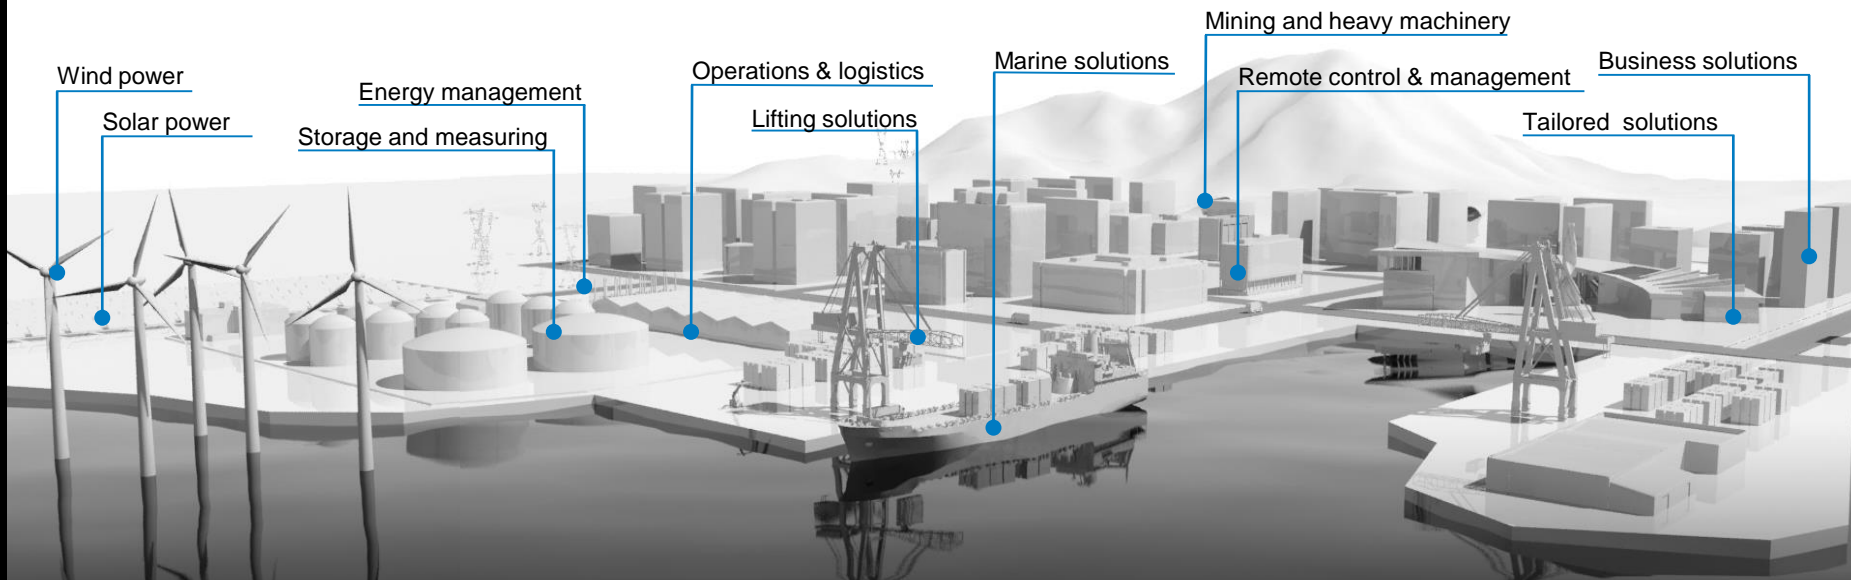 Mining and heavy machinery
Wind power
Energy management
Operations & logistics
Marine solutions
Remote control & management
Business solutions
Solar power
Storage and measuring
Lifting solutions
Tailored  solutions